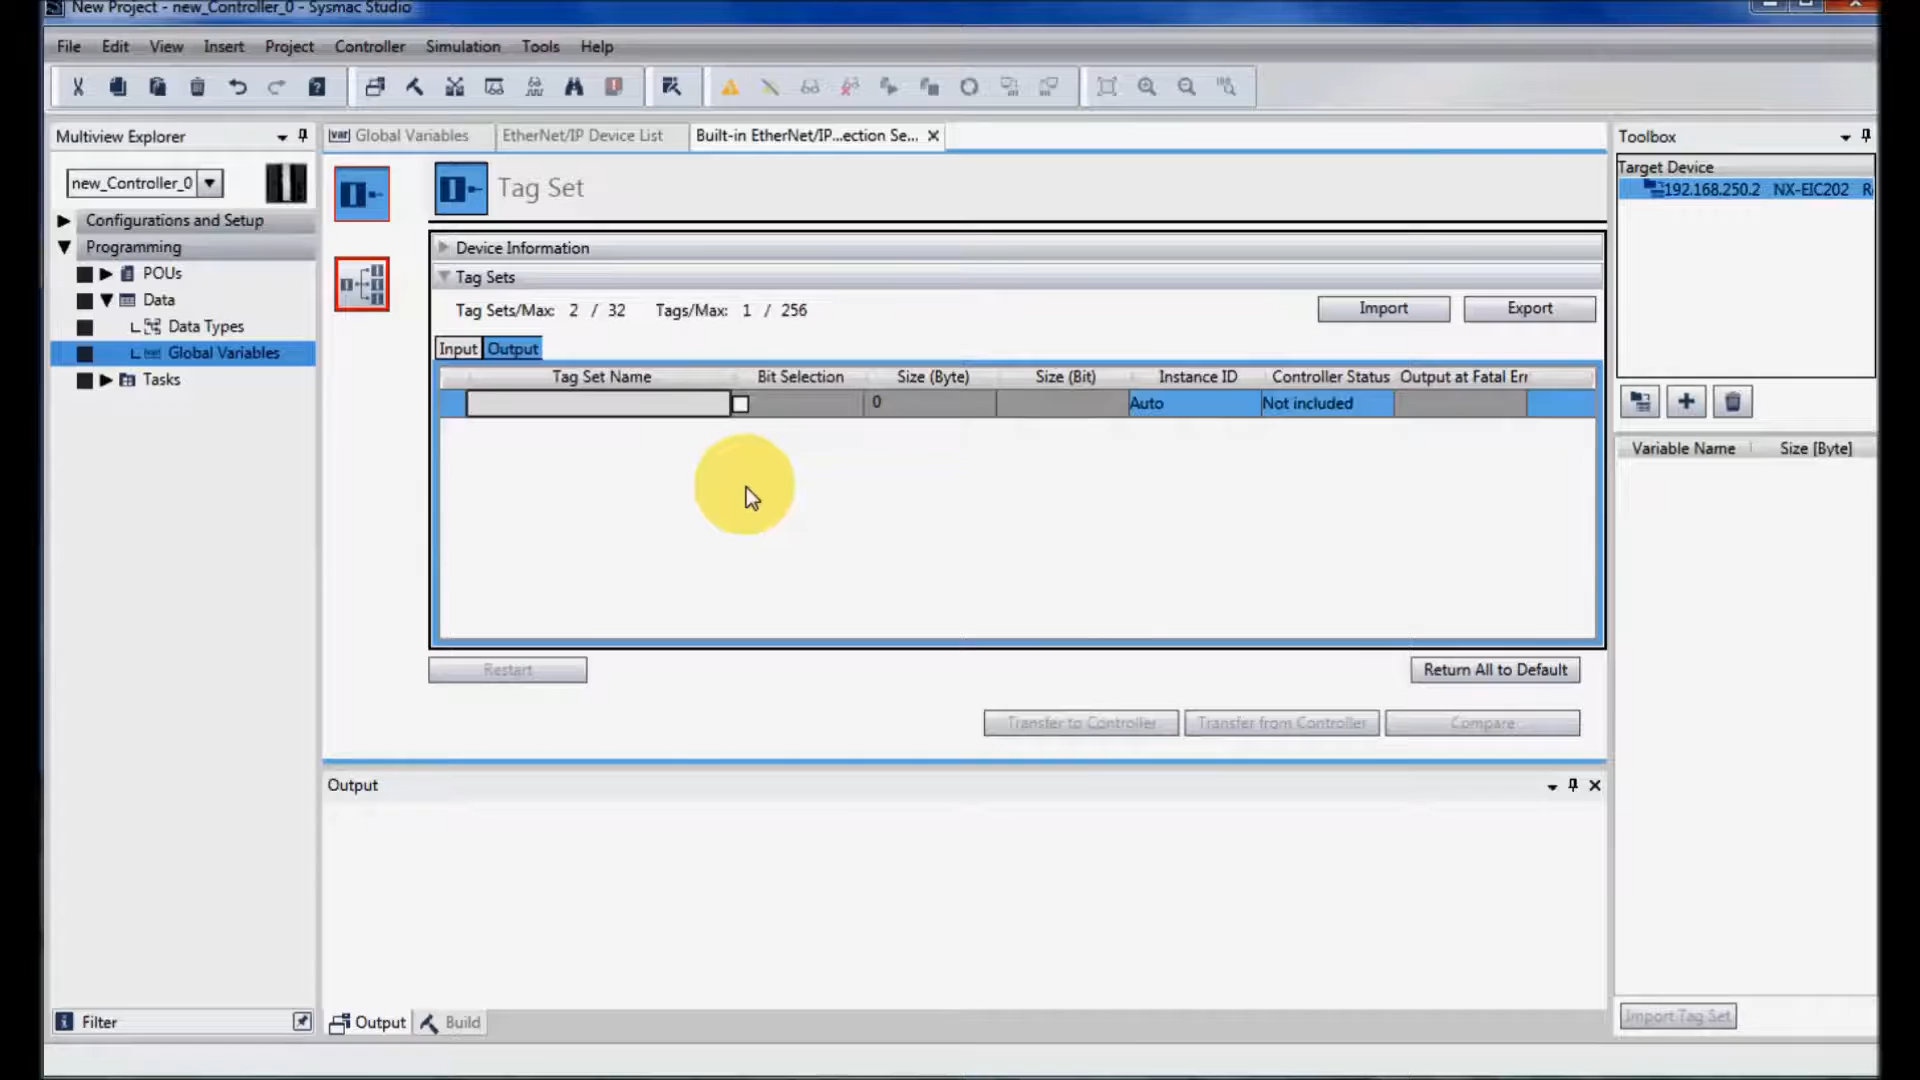 New Project - new_Controller_0 - Sysmac Studio
File Edit View Insert Project Controller Simulation Tools Help
Multiview Explorer
new_Controller_0
Configurations and Setup
Programming
POUs
Data
Data Types
Global Variables
Tasks
Filter
Global Variables
EtherNet/IP Device List
Built-in EtherNet/IP...ection Se...
Tag Set
Device Information
Tag Sets
Tag Sets/Max: 2 / 32 Tags/Max: 1 / 256
Import
Export
Input
Output
Tag Set Name Bit Selection Size (Byte) Size (Bit) Instance ID Controller Status Output at Fatal Err
0 Auto Not included
Restart
Return All to Default
Transfer to Controller
Transfer from Controller
Compare
Output
Output
Build
Toolbox
Target Device
192.168.250.2 NX-EIC202 R
Variable Name Size [Byte]
Import Tag Set